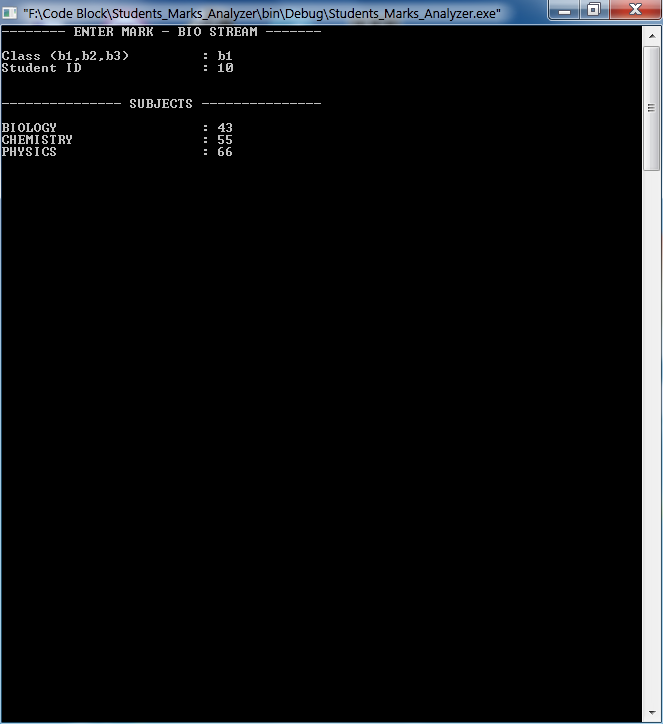 "F:\Code Block\Students_Marks_Analyzer\bin\Debug\Students_Marks_Analyzer.exe"
-------- ENTER MARK - BIO STREAM -------
Class (b1,b2,b3)         : b1
Student ID               : 10
--------------- SUBJECTS ---------------
BIOLOGY                  : 43
CHEMISTRY                : 55
PHYSICS                  : 66